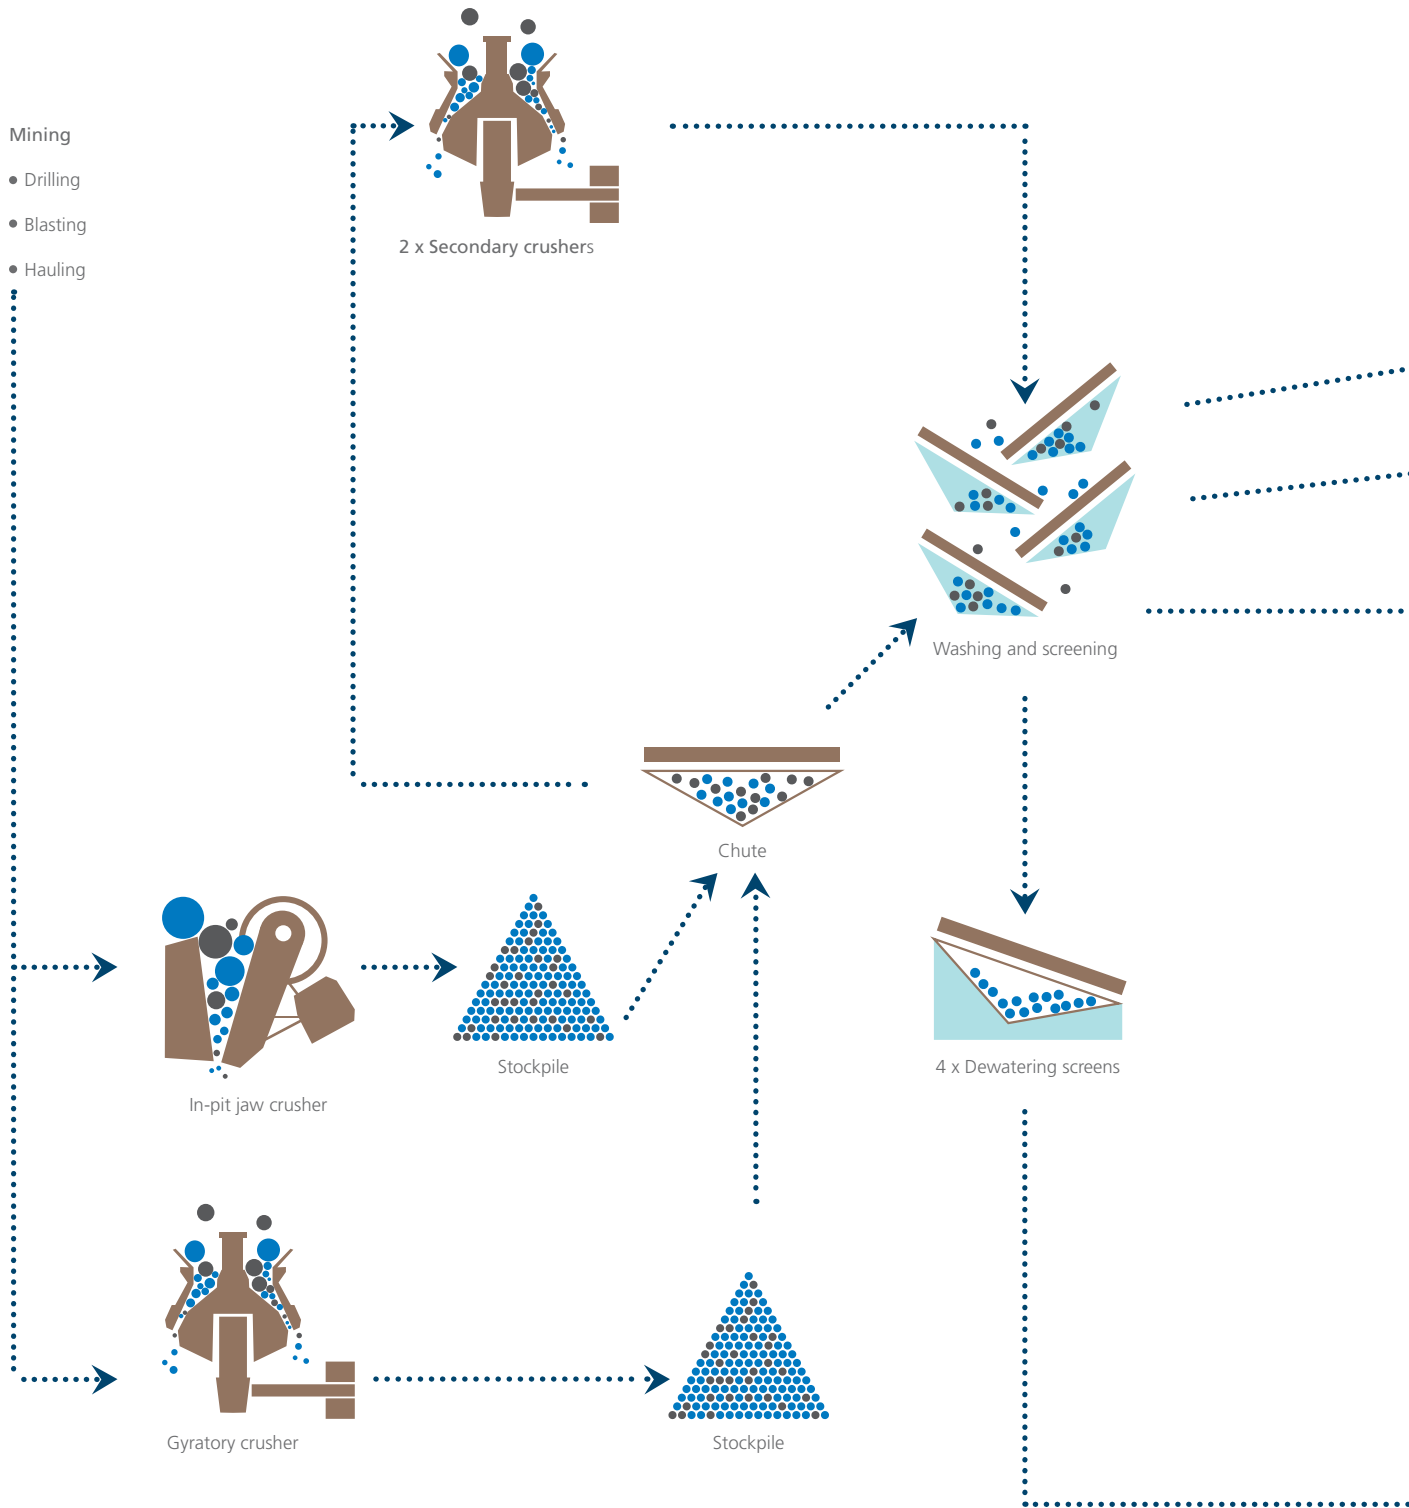 Mining
• Drilling
• Blasting
• Hauling
2 x Secondary crushers
Washing and screening
Chute
Stockpile
4 x Dewatering screens
In-pit jaw crusher
Gyratory crusher
Stockpile